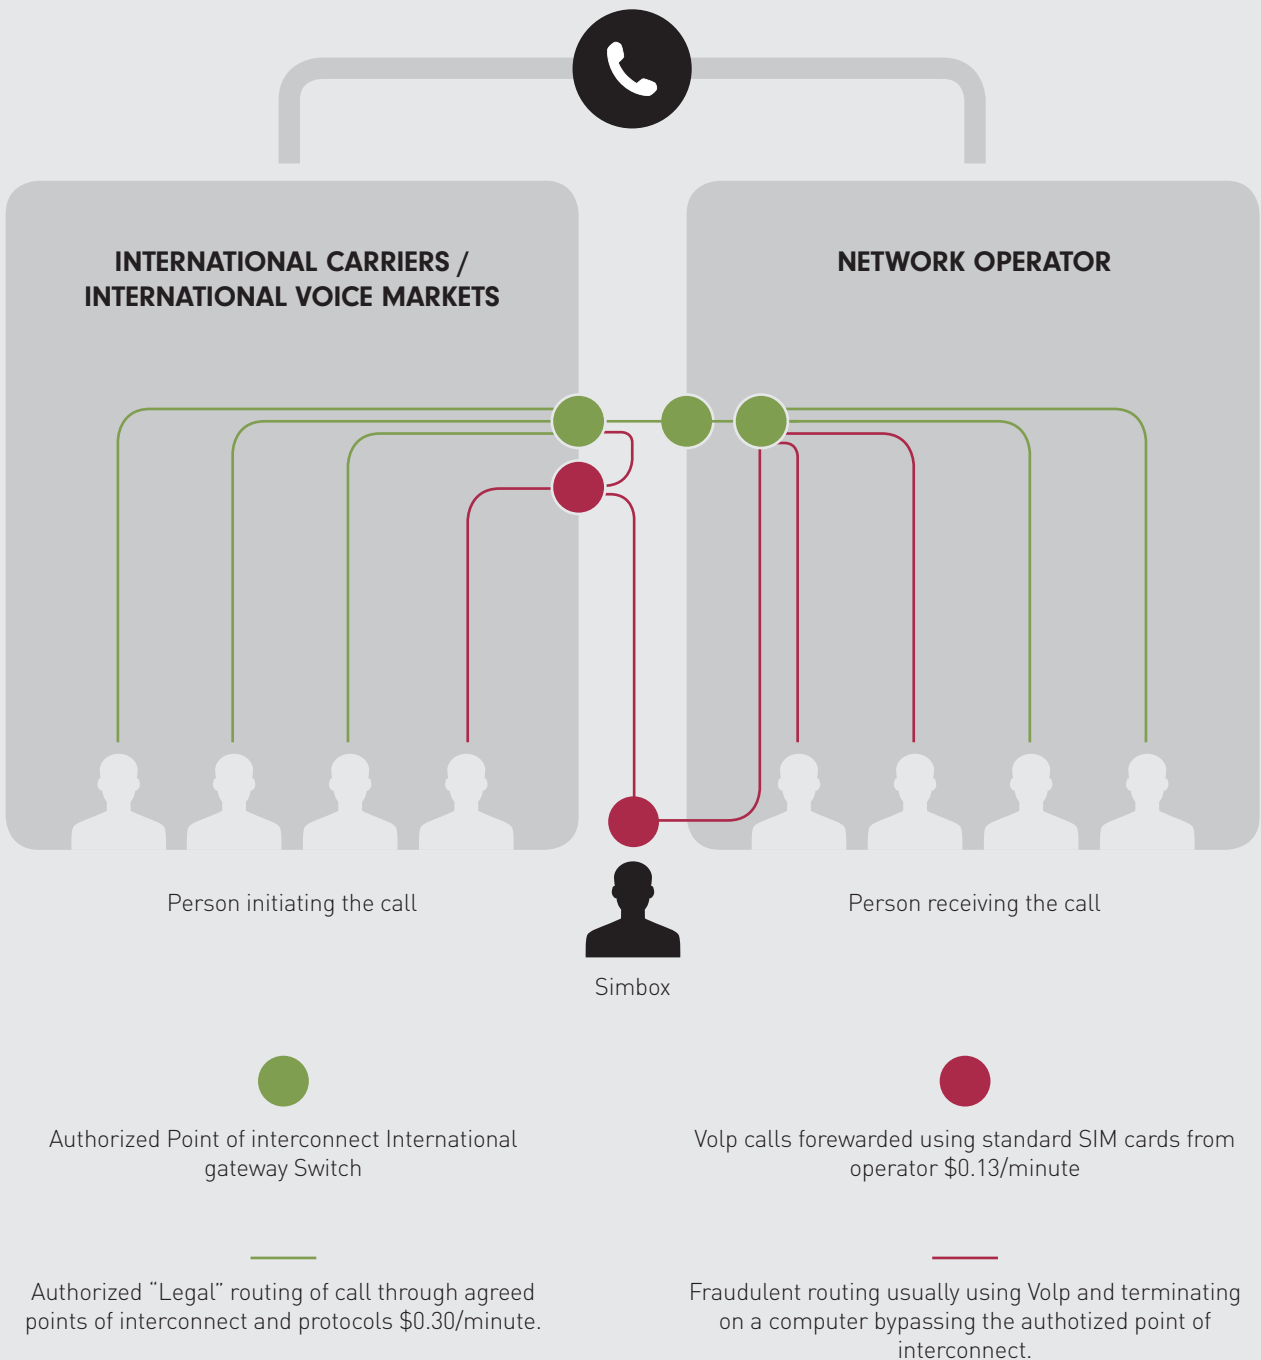 INTERNATIONAL CARRIERS /
INTERNATIONAL VOICE MARKETS
NETWORK OPERATOR
Person initiating the call
Person receiving the call
Simbox
Authorized Point of interconnect International
gateway Switch
Volp calls forewarded using standard SIM cards from
operator $0.13/minute
Authorized “Legal” routing of call through agreed
points of interconnect and protocols $0.30/minute.
Fraudulent routing usually using Volp and terminating
on a computer bypassing the authotized point of
interconnect.